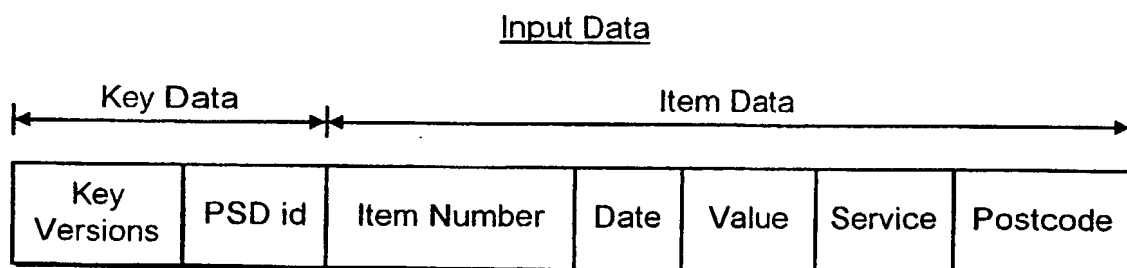 Input Data
Key Data Item Data
Key Versions PSD id Item Number Date Value Service Postcode